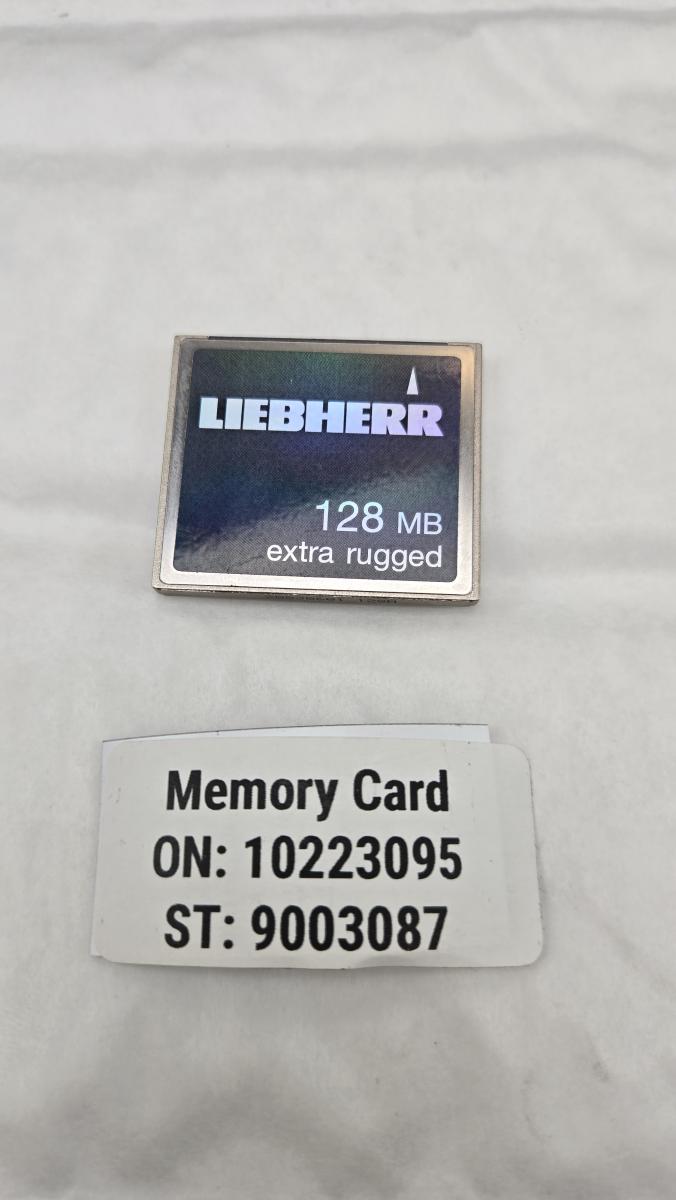 LIEBHERR
128 MB
extra rugged
Memory Card
ON: 10223095
ST: 9003087